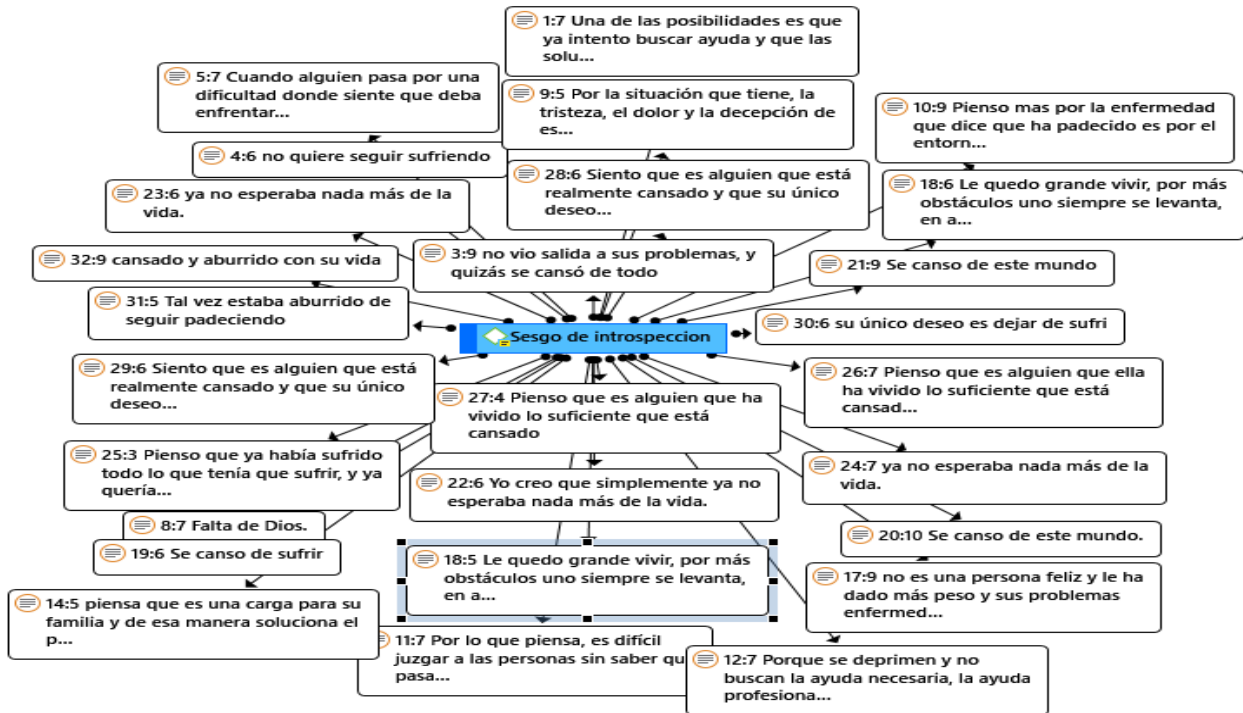 1:7 Una de las posibilidades es que
ya intento buscar ayuda y que las
solu...
5:7 Cuando alguien pasa por una
dificultad donde siente que deba
enfrentar...
9:5 Por la situación que tiene, la
tristeza, el dolor y la decepción de
es...
10:9 Pienso mas por la enfermedad
que dice que ha padecido es por el
entorn...
4:6 no quiere seguir sufriendo
28:6 Siento que es alguien que está
realmente cansado y que su único
deseo...
18:6 Le quedo grande vivir, por más
obstáculos uno siempre se levanta,
en a...
23:6 ya no esperaba nada más de la
vida.
3:9 no vio salida a sus problemas, y
quizás se cansó de todo
32:9 cansado y aburrido con su vida
21:9 Se canso de este mundo
31:5 Tal vez estaba aburrido de
seguir padeciendo
Sesgo de introspeccion
30:6 su único deseo es dejar de sufri
29:6 Siento que es alguien que está
realmente cansado y que su único
deseo...
27:4 Pienso que es alguien que ha
vivido lo suficiente que está
cansado
26:7 Pienso que es alguien que ella
ha vivido lo suficiente que está
cansad...
25:3 Pienso que ya había sufrido
todo lo que tenía que sufrir, y ya
quería...
22:6 Yo creo que simplemente ya no
esperaba nada más de la vida.
24:7 ya no esperaba nada más de la
vida.
8:7 Falta de Dios.
20:10 Se canso de este mundo.
19:6 Se canso de sufrir
18:5 Le quedo grande vivir, por más
obstáculos uno siempre se levanta,
en a...
17:9 no es una persona feliz y le ha
dado más peso y sus problemas
enfermed...
14:5 piensa que es una carga para su
familia y de esa manera soluciona el
p...
11:7 Por lo que piensa, es difícil
juzgar a las personas sin saber qu
pasa...
12:7 Porque se deprimen y no
buscan la ayuda necesaria, la ayuda
profesiona...